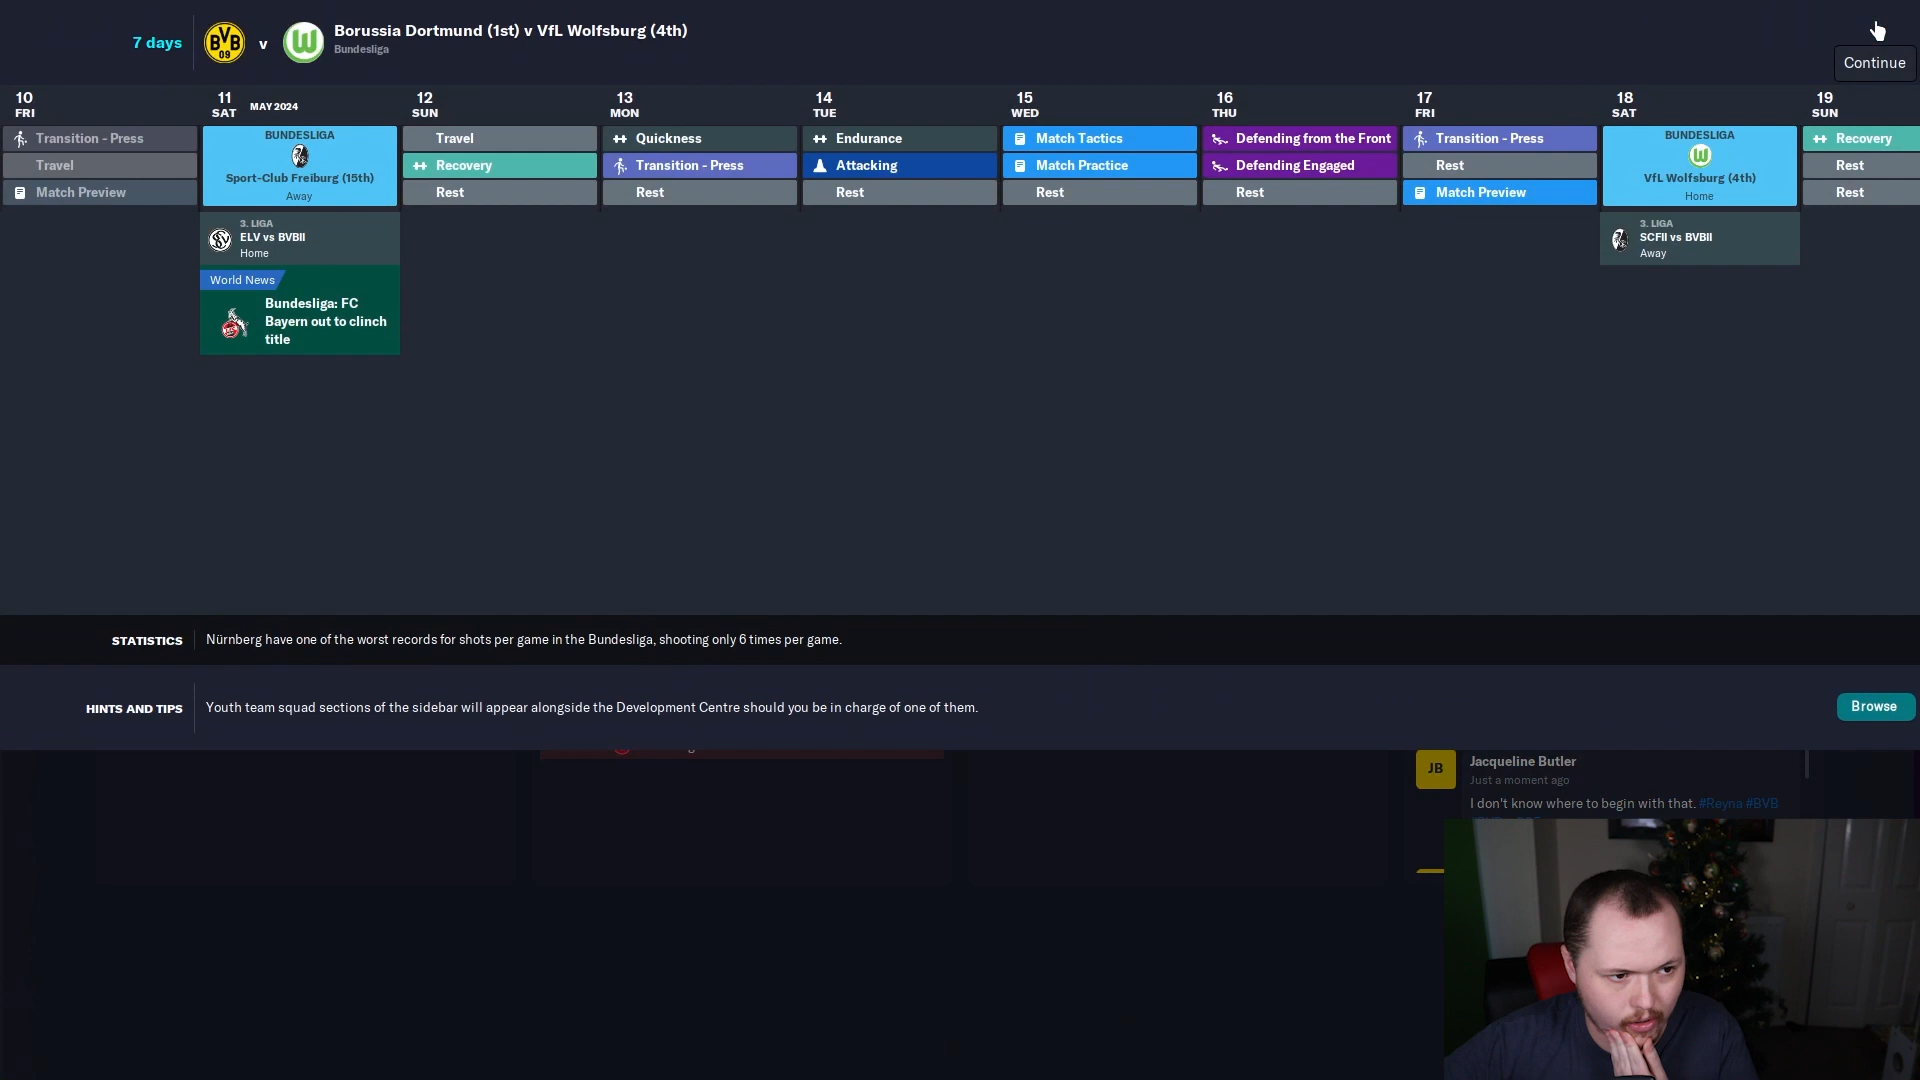 7 days
BVB 09
v
W
Borussia Dortmund (1st) v VfL Wolfsburg (4th)
Bundesliga
Continue
10
FRI
Transition - Press
Travel
Match Preview
11
SAT
MAY 2024
BUNDESLIGA
Sport-Club Freiburg (15th)
Away
3. LIGA
ELV vs BVBII
Home
World News
Bundesliga: FC
Bayern out to clinch
title
12
SUN
Travel
Recovery
Rest
13
MON
Quickness
Transition - Press
Rest
14
TUE
Endurance
Attacking
Rest
15
WED
Match Tactics
Match Practice
Rest
16
THU
Defending from the Front
Defending Engaged
Rest
17
FRI
Transition - Press
Rest
Match Preview
18
SAT
BUNDESLIGA
W
VfL Wolfsburg (4th)
Home
3. LIGA
SCFII vs BVBII
Away
19
SUN
Recovery
Rest
Rest
STATISTICS
Nürnberg have one of the worst records for shots per game in the Bundesliga, shooting only 6 times per game.
HINTS AND TIPS
Youth team squad sections of the sidebar will appear alongside the Development Centre should you be in charge of one of them.
Browse
JB
Jacqueline Butler
Just a moment ago
I don't know where to begin with that. #Reyna #BVB